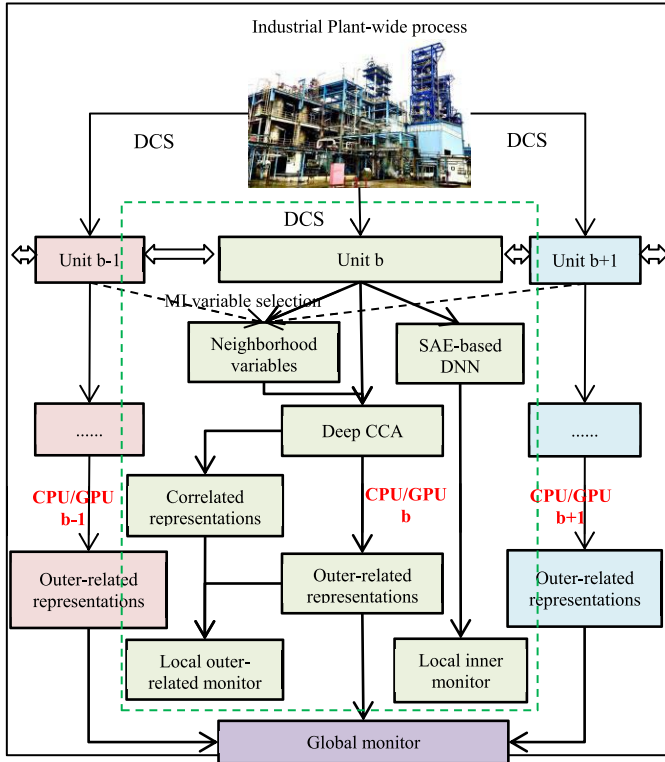 Industrial Plant-wide process
DCS
DCS
DCS
Unit b-1
Unit b
Unit b+1
MI variable selection
Neighborhood
variables
SAE-based
DNN
......
Deep CCA
......
CPU/GPU
b-1
Correlated
representations
CPU/GPU
b
CPU/GPU
b+1
Outer-related
representations
Outer-related
representations
Outer-related
representations
Local outer-
related monitor
Local inner
monitor
Global monitor